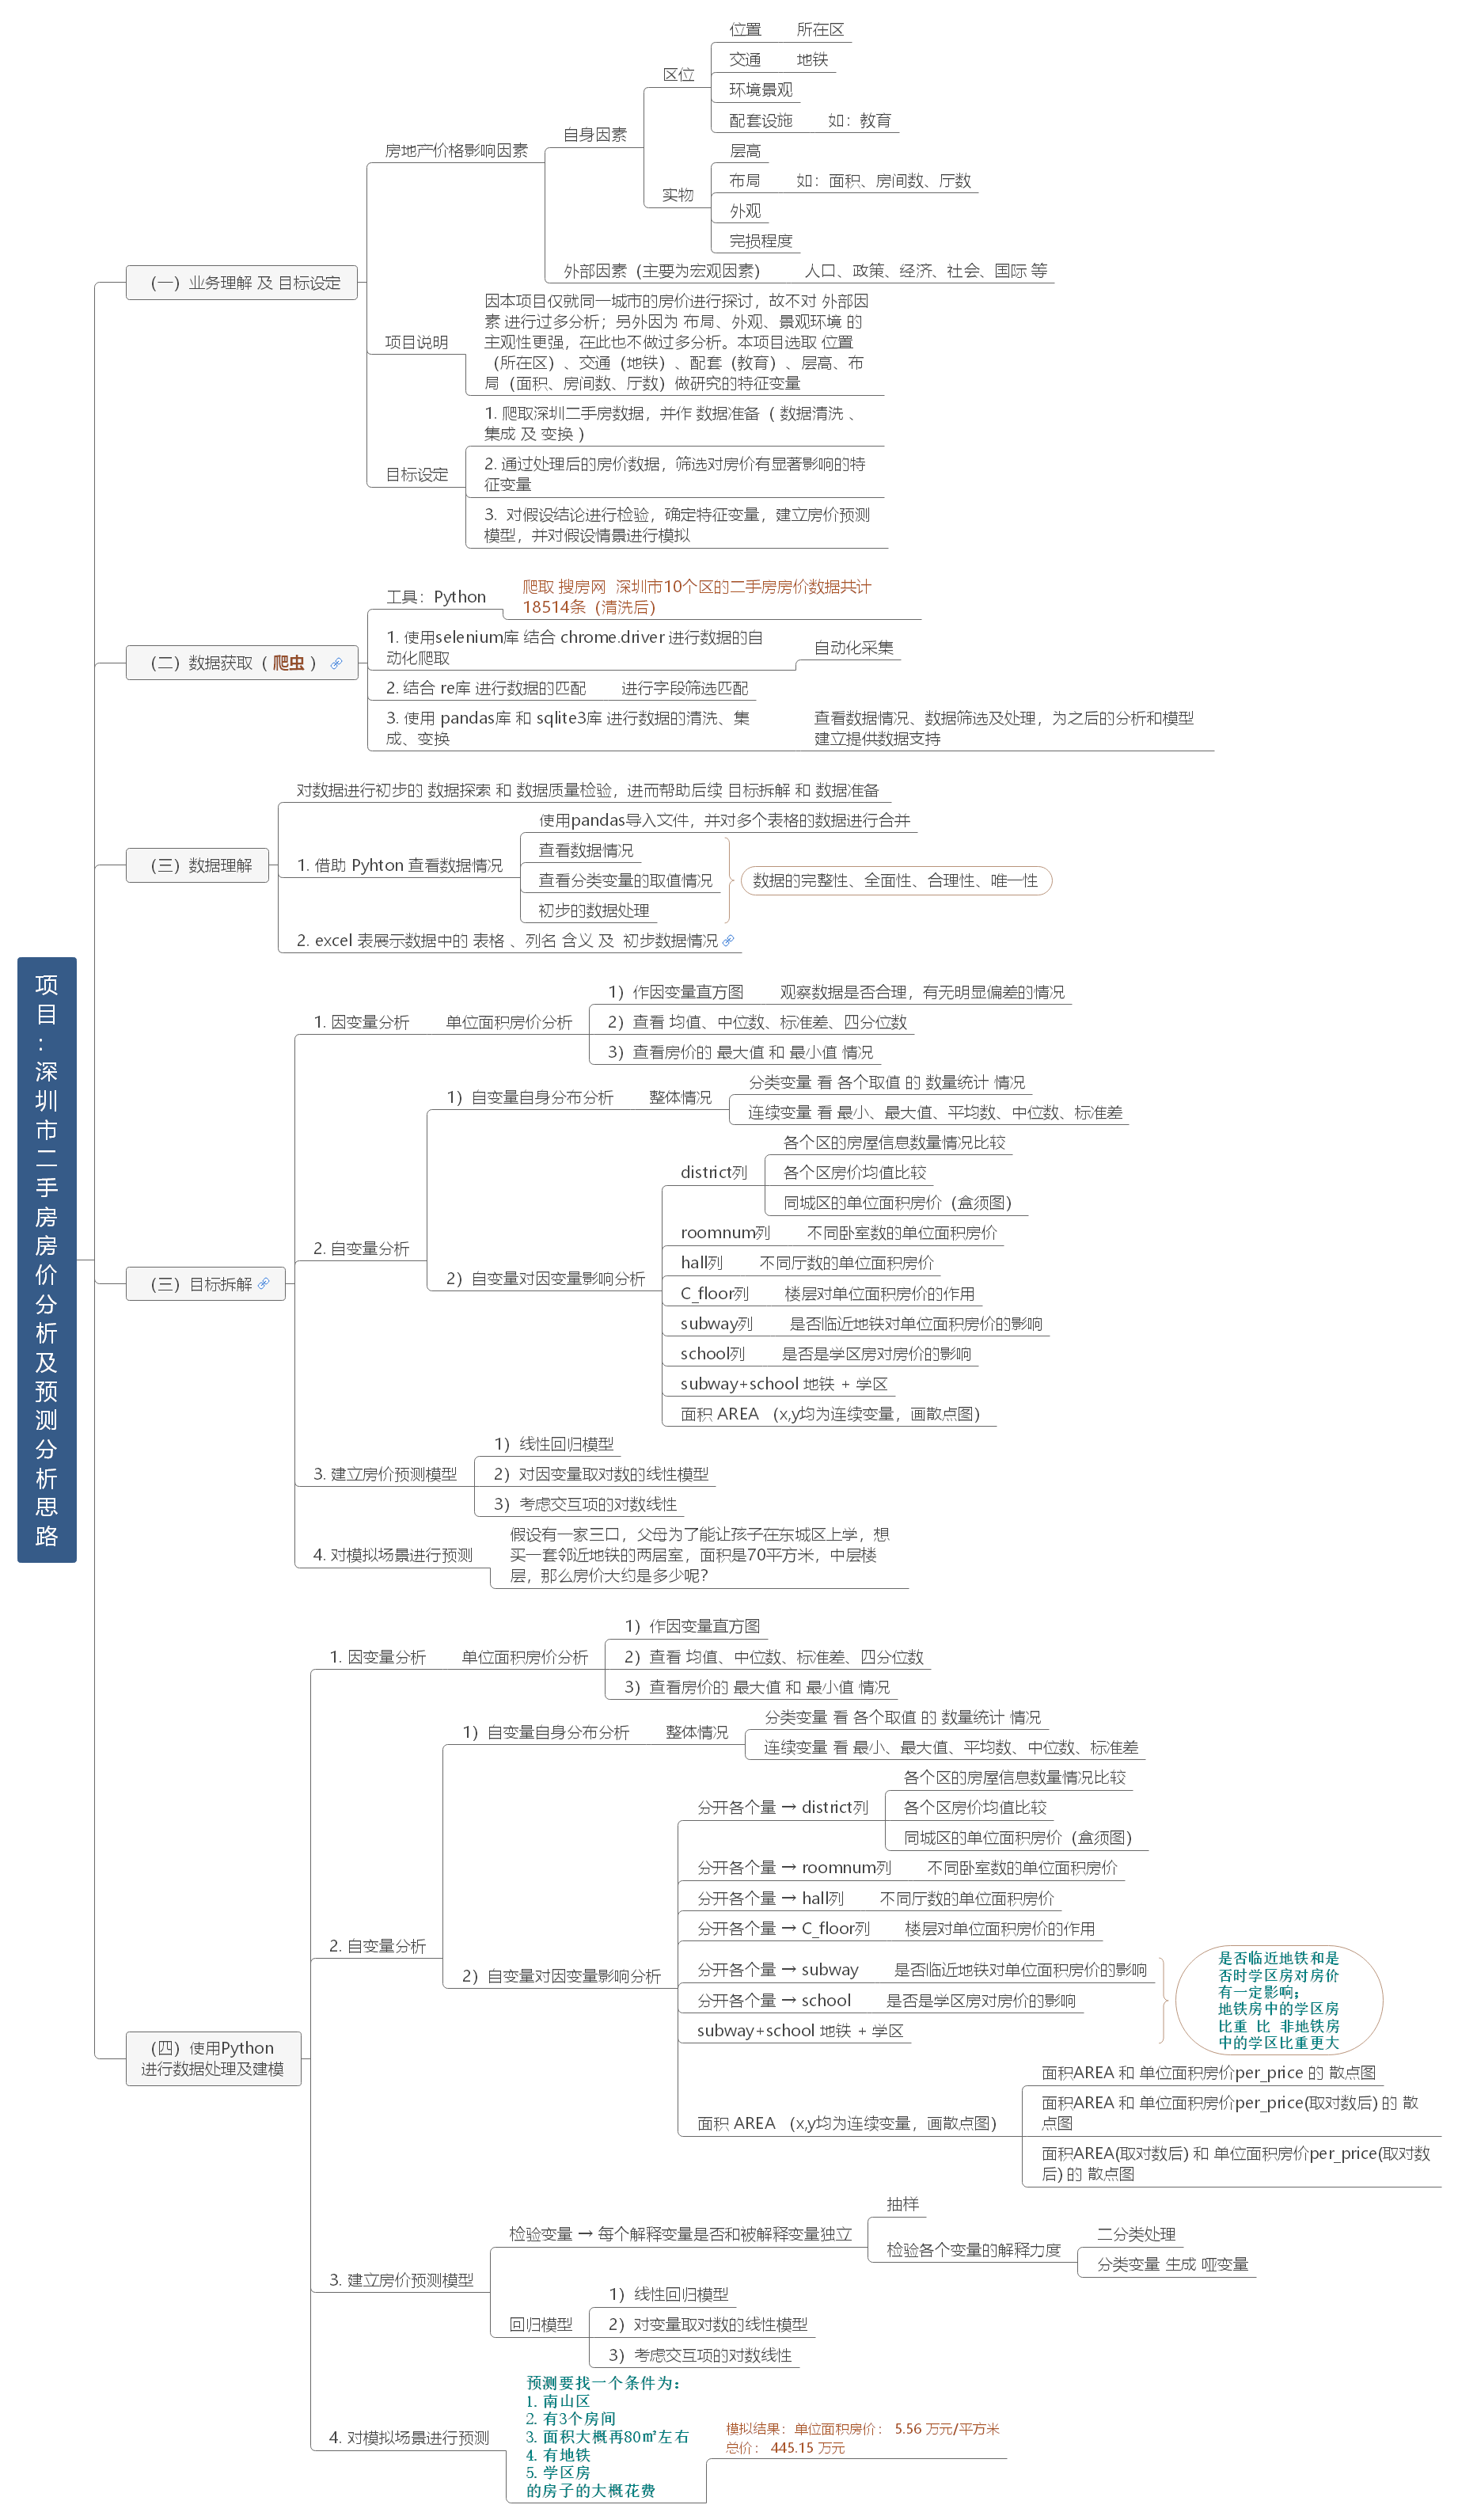 项目：深圳市二手房房价分析及预测分析思路
（一）业务理解 及 目标设定
房地产价格影响因素
自身因素
区位
位置
所在区
交通
地铁
环境景观
配套设施
如：教育
实物
层高
布局
如：面积、房间数、厅数
外观
完损程度
外部因素（主要为宏观因素）
人口、政策、经济、社会、国际 等
项目说明
因本项目仅就同一城市的房价进行探讨，故不对 外部因
素 进行过多分析；另外因为 布局、外观、景观环境 的
主观性更强，在此也不做过多分析。本项目选取 位置
（所在区）、交通（地铁）、配套（教育）、层高、布
局（面积、房间数、厅数）做研究的特征变量
目标设定
1. 爬取深圳二手房数据，并作 数据准备（ 数据清洗 、
集成 及 变换 ）
2. 通过处理后的房价数据，筛选对房价有显著影响的特
征变量
3. 对假设结论进行检验，确定特征变量，建立房价预测
模型，并对假设情景进行模拟
（二）数据获取（ 爬虫 ）
工具：Python
爬取 搜房网 深圳市10个区的二手房房价数据共计
18514条（清洗后）
1. 使用selenium库 结合 chrome.driver 进行数据的自
动化爬取
自动化采集
2. 结合 re库 进行数据的匹配
进行字段筛选匹配
3. 使用 pandas库 和 sqlite3库 进行数据的清洗、集
成、变换
查看数据情况、数据筛选及处理，为之后的分析和模型
建立提供数据支持
（三）数据理解
对数据进行初步的 数据探索 和 数据质量检验，进而帮助后续 目标拆解 和 数据准备
1. 借助 Pyhton 查看数据情况
使用pandas导入文件，并对多个表格的数据进行合并
查看数据情况
查看分类变量的取值情况
初步的数据处理
数据的完整性、全面性、合理性、唯一性
2. excel 表展示数据中的 表格 、列名 含义 及 初步数据情况
（三）目标拆解
1. 因变量分析
单位面积房价分析
1）作因变量直方图
观察数据是否合理，有无明显偏差的情况
2）查看 均值、中位数、标准差、四分位数
3）查看房价的 最大值 和 最小值 情况
2. 自变量分析
1）自变量自身分布分析
整体情况
分类变量 看 各个取值 的 数量统计 情况
连续变量 看 最小、最大值、平均数、中位数、标准差
2）自变量对因变量影响分析
district列
各个区的房屋信息数量情况比较
各个区房价均值比较
同城区的单位面积房价（盒须图）
roomnum列
不同卧室数的单位面积房价
hall列
不同厅数的单位面积房价
C_floor列
楼层对单位面积房价的作用
subway列
是否临近地铁对单位面积房价的影响
school列
是否是学区房对房价的影响
subway+school 地铁 + 学区
面积 AREA （x,y均为连续变量，画散点图）
3. 建立房价预测模型
1）线性回归模型
2）对因变量取对数的线性模型
3）考虑交互项的对数线性
4. 对模拟场景进行预测
假设有一家三口，父母为了能让孩子在东城区上学，想
买一套邻近地铁的两居室，面积是70平方米，中层楼
层，那么房价大约是多少呢？
（四）使用Python
进行数据处理及建模
1. 因变量分析
单位面积房价分析
1）作因变量直方图
2）查看 均值、中位数、标准差、四分位数
3）查看房价的 最大值 和 最小值 情况
2. 自变量分析
1）自变量自身分布分析
整体情况
分类变量 看 各个取值 的 数量统计 情况
连续变量 看 最小、最大值、平均数、中位数、标准差
2）自变量对因变量影响分析
分开各个量 → district列
各个区的房屋信息数量情况比较
各个区房价均值比较
同城区的单位面积房价（盒须图）
分开各个量 → roomnum列
不同卧室数的单位面积房价
分开各个量 → hall列
不同厅数的单位面积房价
分开各个量 → C_floor列
楼层对单位面积房价的作用
分开各个量 → subway
是否临近地铁对单位面积房价的影响
分开各个量 → school
是否是学区房对房价的影响
subway+school 地铁 + 学区
是否临近地铁和是
否时学区房对房价
有一定影响；
地铁房中的学区房
比重 比 非地铁房
中的学区比重更大
面积 AREA （x,y均为连续变量，画散点图）
面积AREA 和 单位面积房价per_price 的 散点图
面积AREA 和 单位面积房价per_price(取对数后) 的 散
点图
面积AREA(取对数后) 和 单位面积房价per_price(取对数
后) 的 散点图
3. 建立房价预测模型
检验变量 → 每个解释变量是否和被解释变量独立
抽样
检验各个变量的解释力度
二分类处理
分类变量 生成 哑变量
回归模型
1）线性回归模型
2）对变量取对数的线性模型
3）考虑交互项的对数线性
4. 对模拟场景进行预测
预测要找一个条件为：
1. 南山区
2. 有3个房间
3. 面积大概再80㎡左右
4. 有地铁
5. 学区房
的房子的大概花费
模拟结果：单位面积房价： 5.56 万元/平方米
总价： 445.15 万元